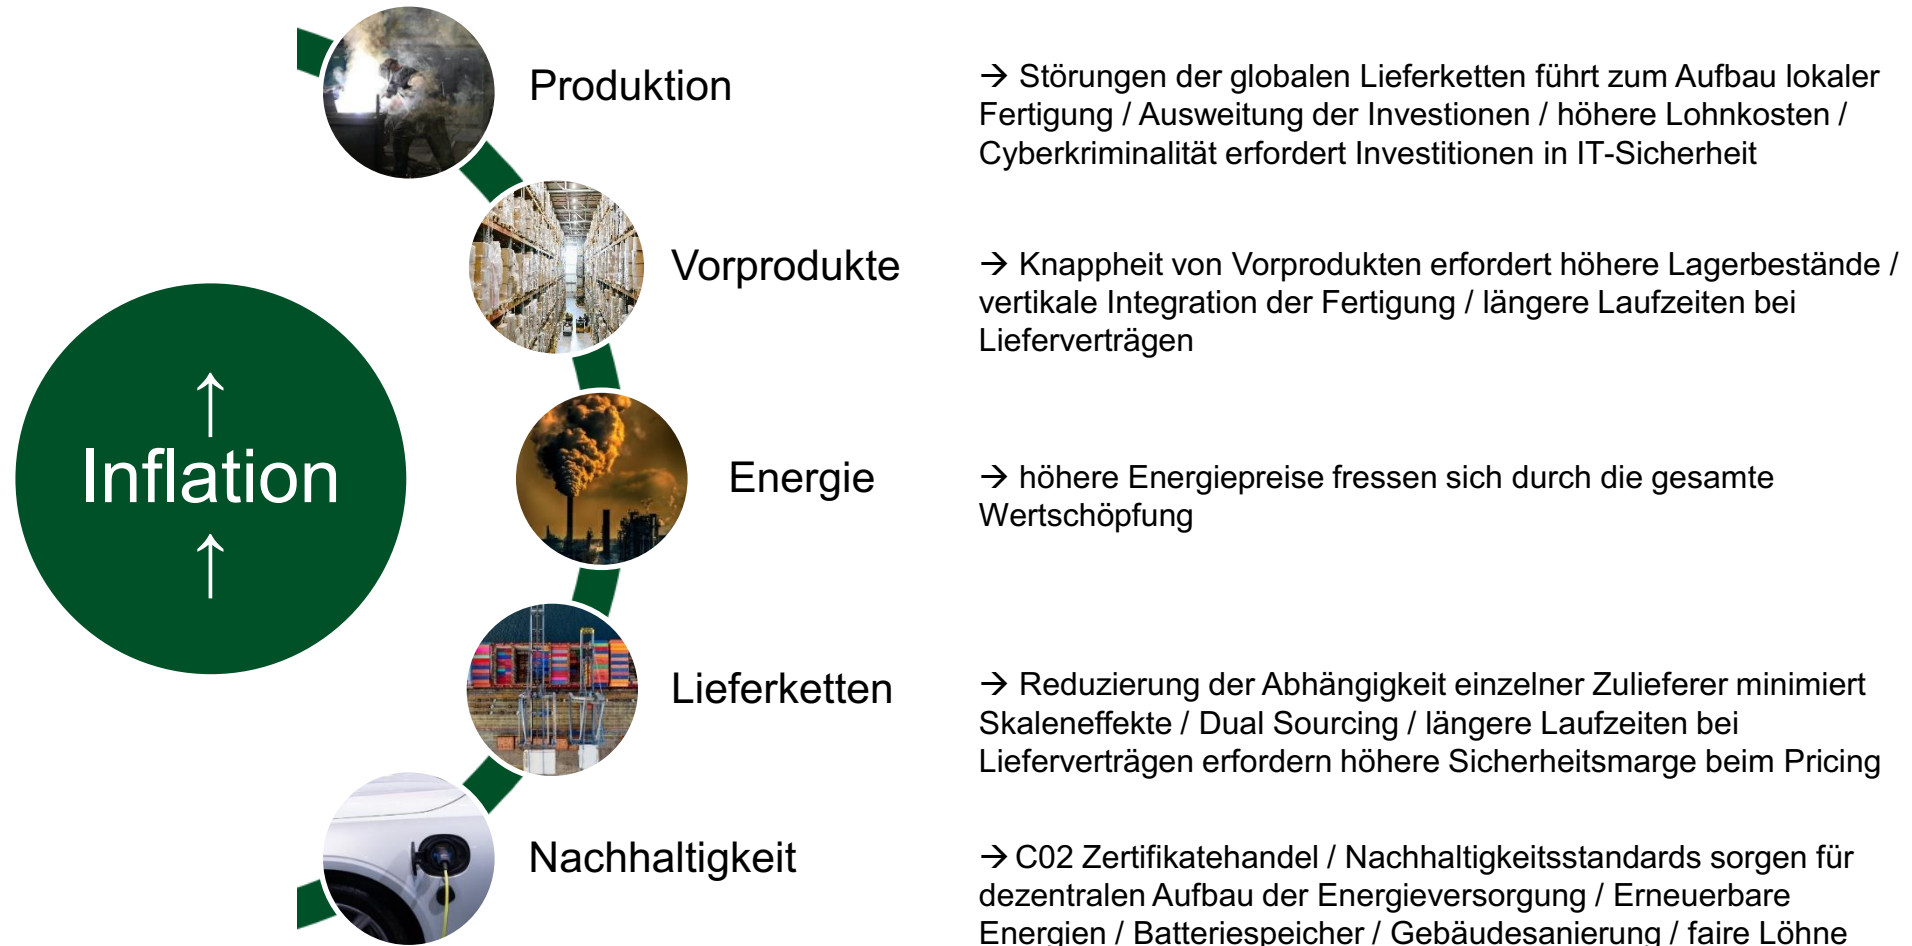 Produktion
→ Störungen der globalen Lieferketten führt zum Aufbau lokaler
Fertigung / Ausweitung der Investionen / höhere Lohnkosten /
Cyberkriminalität erfordert Investitionen in IT-Sicherheit
Vorprodukte
→ Knappheit von Vorprodukten erfordert höhere Lagerbestände /
vertikale Integration der Fertigung / längere Laufzeiten bei
Lieferverträgen
↑
Inflation
↑
Energie
→ höhere Energiepreise fressen sich durch die gesamte
Wertschöpfung
Lieferketten
→ Reduzierung der Abhängigkeit einzelner Zulieferer minimiert
Skaleneffekte / Dual Sourcing / längere Laufzeiten bei
Lieferverträgen erfordern höhere Sicherheitsmarge beim Pricing
Nachhaltigkeit
→ C02 Zertifikatehandel / Nachhaltigkeitsstandards sorgen für
dezentralen Aufbau der Energieversorgung / Erneuerbare
Energien / Batteriespeicher / Gebäudesanierung / faire Löhne